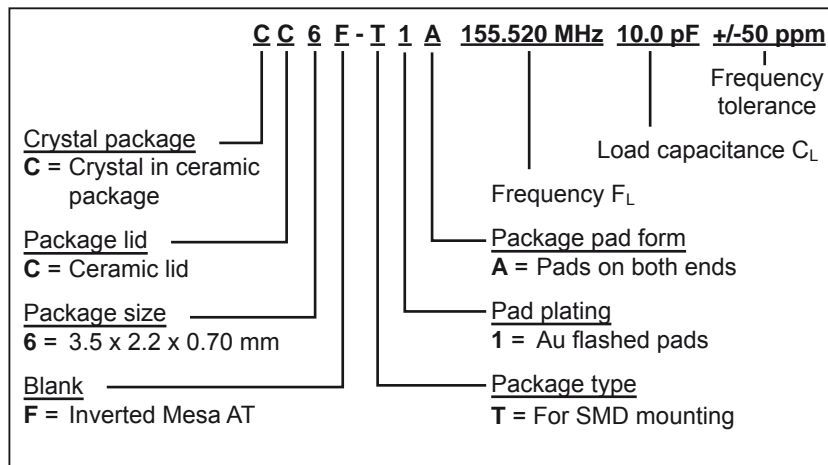 C C 6 F - T 1 A 155.520 MHz 10.0 pF +/-50 ppm
Frequency
tolerance
Load capacitance CL
Frequency FL
Crystal package
C = Crystal in ceramic
package
Package lid
C = Ceramic lid
Package size
6 = 3.5 x 2.2 x 0.70 mm
Blank
F = Inverted Mesa AT
Package pad form
A = Pads on both ends
Pad plating
1 = Au flashed pads
Package type
T = For SMD mounting